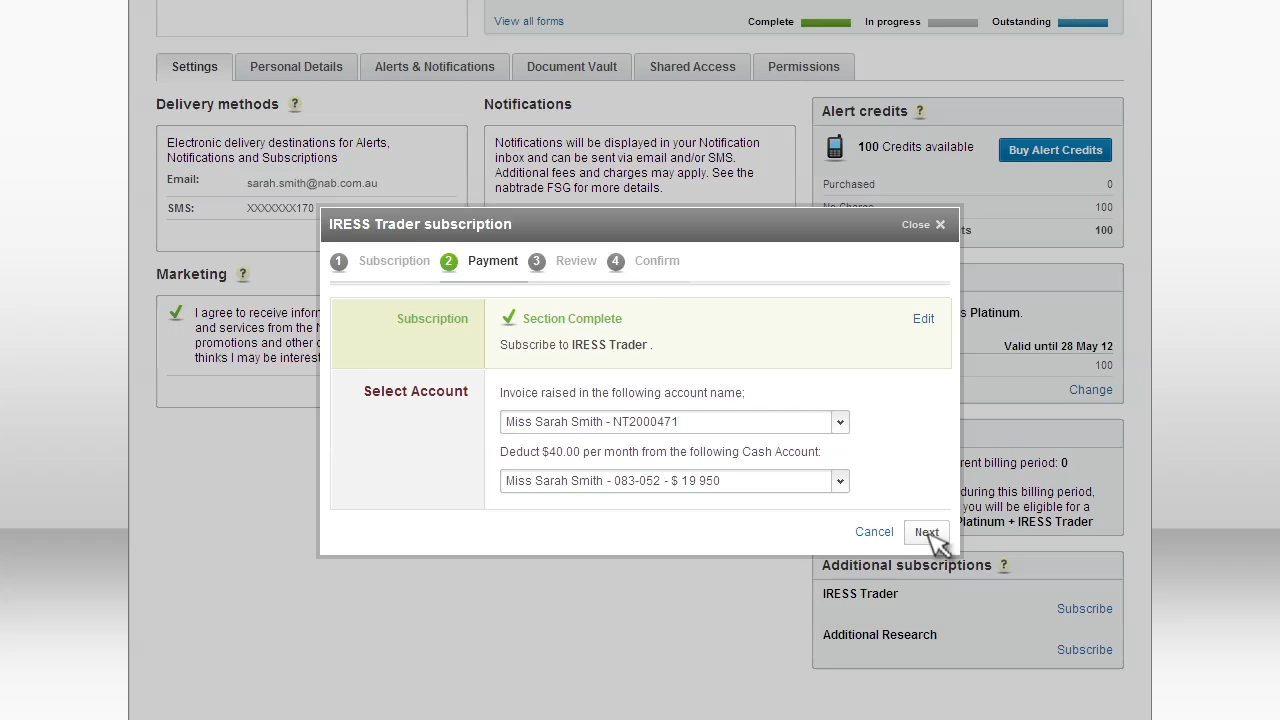 View all forms
Complete
In progress
Outstanding
Settings
Personal Details
Alerts & Notifications
Document Vault
Shared Access
Permissions
Delivery methods ?
Electronic delivery destinations for Alerts,
Notifications and Subscriptions
Email: sarah.smith@nab.com.au
SMS: XXXXXXX170
Notifications
Notifications will be displayed in your Notification
inbox and can be sent via email and/or SMS.
Additional fees and charges may apply. See the
nabtrade FSG for more details.
Alert credits ?
100 Credits available
Buy Alert Credits
Purchased 0
No Charge 100
ts 100
Marketing ?
I agree to receive inform
and services from the N
promotions and other
thinks I may be interest
IRESS Trader subscription
Close
1 Subscription
2 Payment
3 Review
4 Confirm
Subscription
Section Complete
Edit
Subscribe to IRESS Trader .
Select Account
Invoice raised in the following account name;
Miss Sarah Smith - NT2000471
Deduct $40.00 per month from the following Cash Account:
Miss Sarah Smith - 083-052 - $ 19 950
Cancel
Next
s Platinum.
Valid until 28 May 12
100
Change
rent billing period: 0
during this billing period,
you will be eligible for a
Platinum + IRESS Trader
Additional subscriptions ?
IRESS Trader
Subscribe
Additional Research
Subscribe